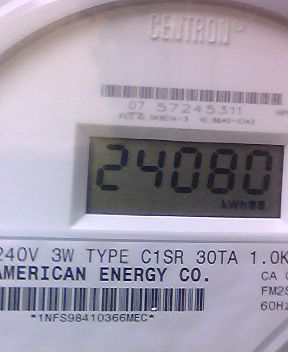 CENTRON®
07 57245311
24080
kWh
240V 3W TYPE C1SR 30TA 1.0K
AMERICAN ENERGY CO.
CA
FM2S
60Hz
*1NFS98410366MEC*